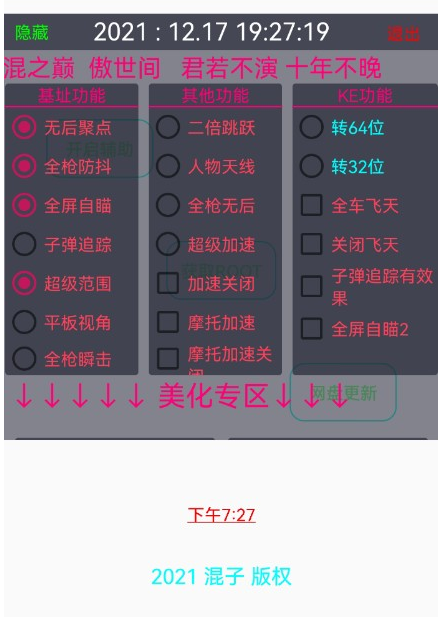 隐藏 2021 : 12.17 19:27:19 退出
混之巅 傲世间 君若不演 十年不晚
基址功能
无后聚点
全枪防抖
全屏自瞄
子弹追踪
超级范围
平板视角
全枪瞬击
其他功能
二倍跳跃
人物天线
全枪无后
超级加速
加速关闭
摩托加速
摩托加速关
闭
KE功能
转64位
转32位
全车飞天
关闭飞天
子弹追踪有效
果
全屏自瞄2
开启辅助
ROOT
↓↓↓↓↓ 美化专区↓↓↓
网盘更新
下午7:27
2021 混子 版权